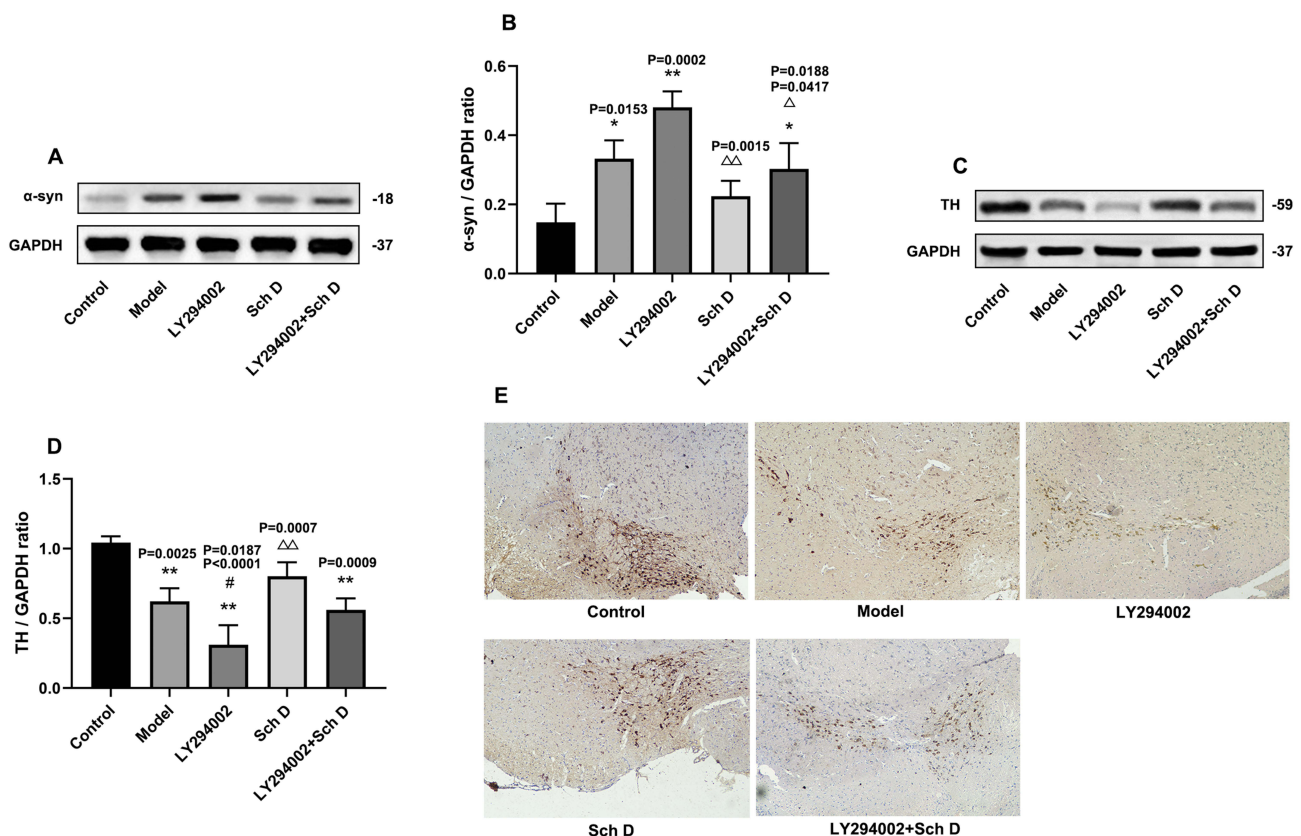 A
α-syn
-18
GAPDH
-37
Control
Model
LY294002
Sch D
LY294002+Sch D
B
α-syn / GAPDH ratio
0.6
0.4
0.2
0.0
P=0.0153
*
P=0.0002
**
P=0.0015
△△
P=0.0188
P=0.0417
△
*
Control
Model
LY294002
Sch D
LY294002+Sch D
C
TH
-59
GAPDH
-37
Control
Model
LY294002
Sch D
LY294002+Sch D
D
TH / GAPDH ratio
1.5
1.0
0.5
0.0
P=0.0025
**
P=0.0187
P<0.0001
#
**
P=0.0007
△△
P=0.0009
**
Control
Model
LY294002
Sch D
LY294002+Sch D
E
Control
Model
LY294002
Sch D
LY294002+Sch D